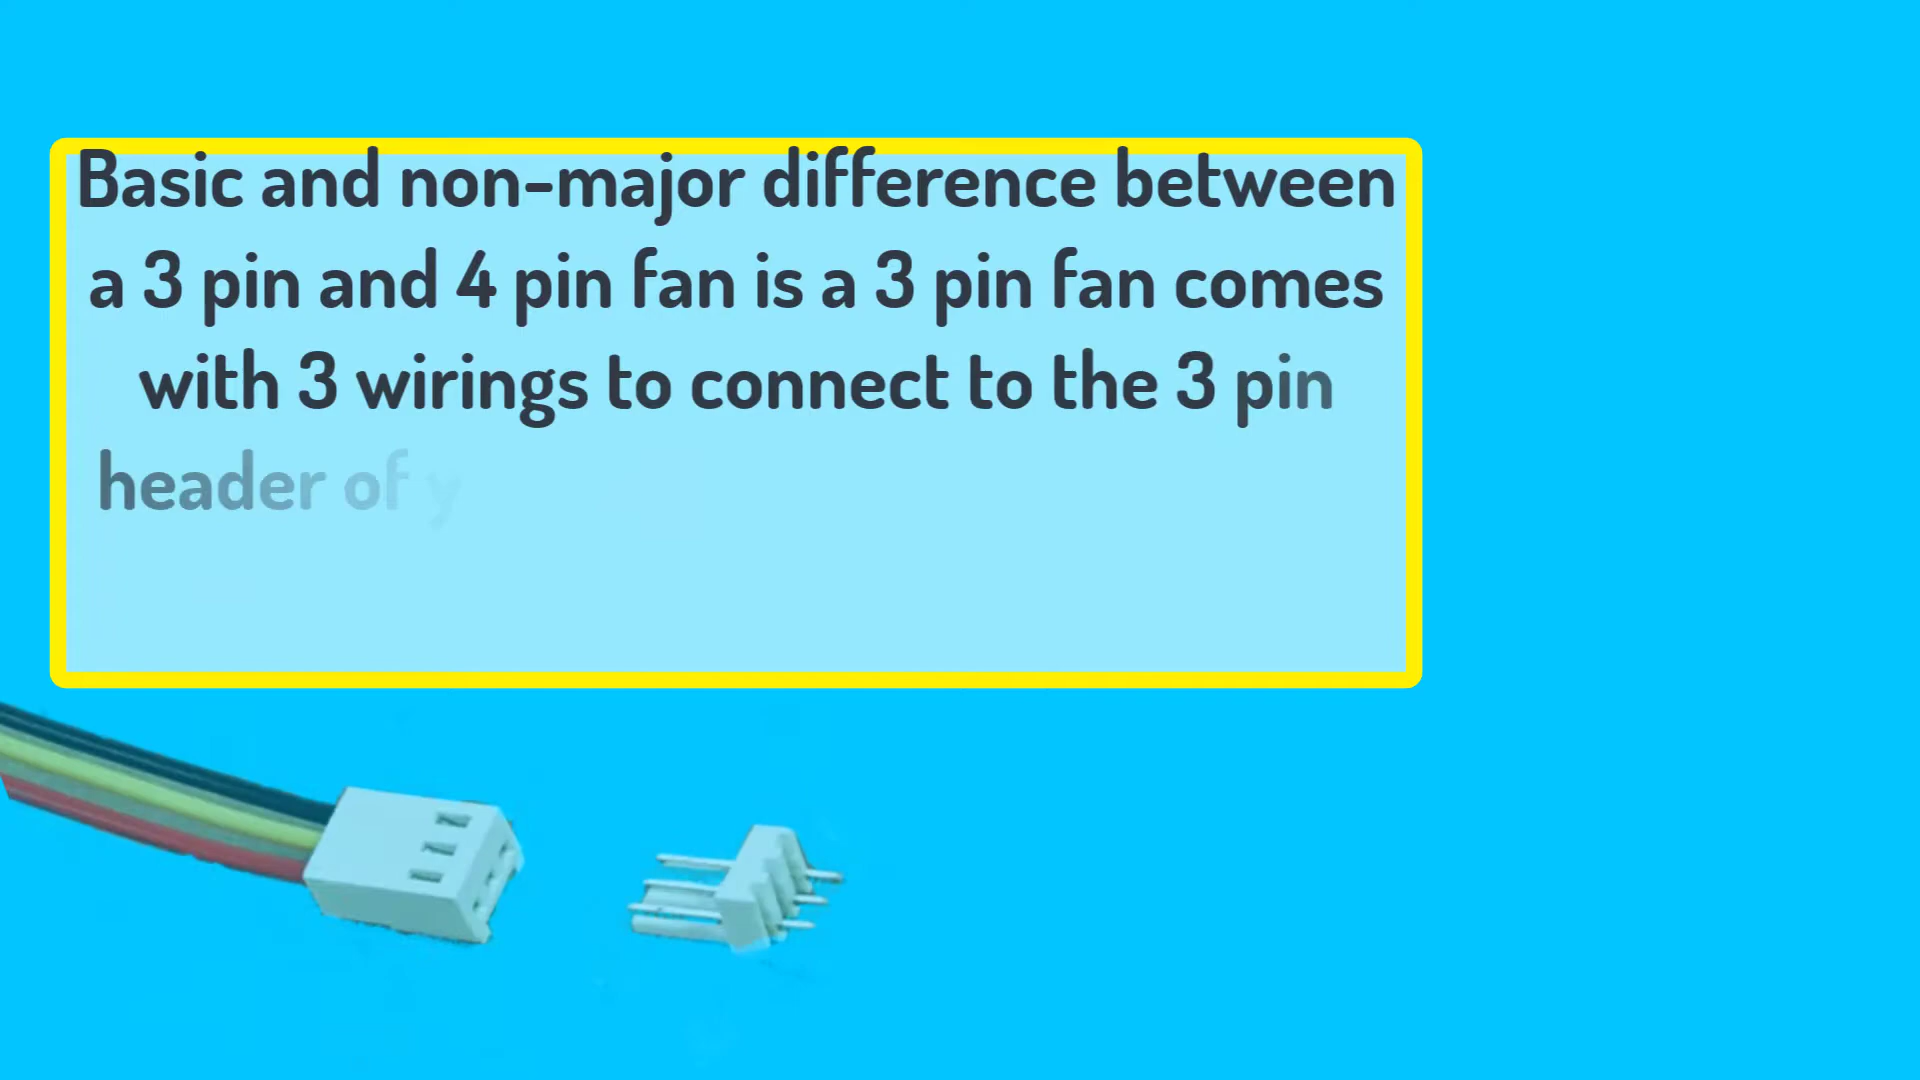 Basic and non-major difference between
a 3 pin and 4 pin fan is a 3 pin fan comes
with 3 wirings to connect to the 3 pin
header of y